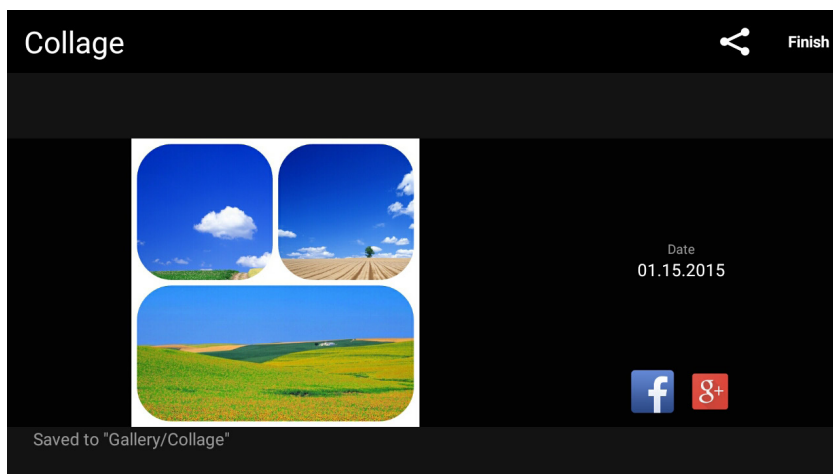 Collage
Finish
Date
01.15.2015
f g+
Saved to "Gallery/Collage"